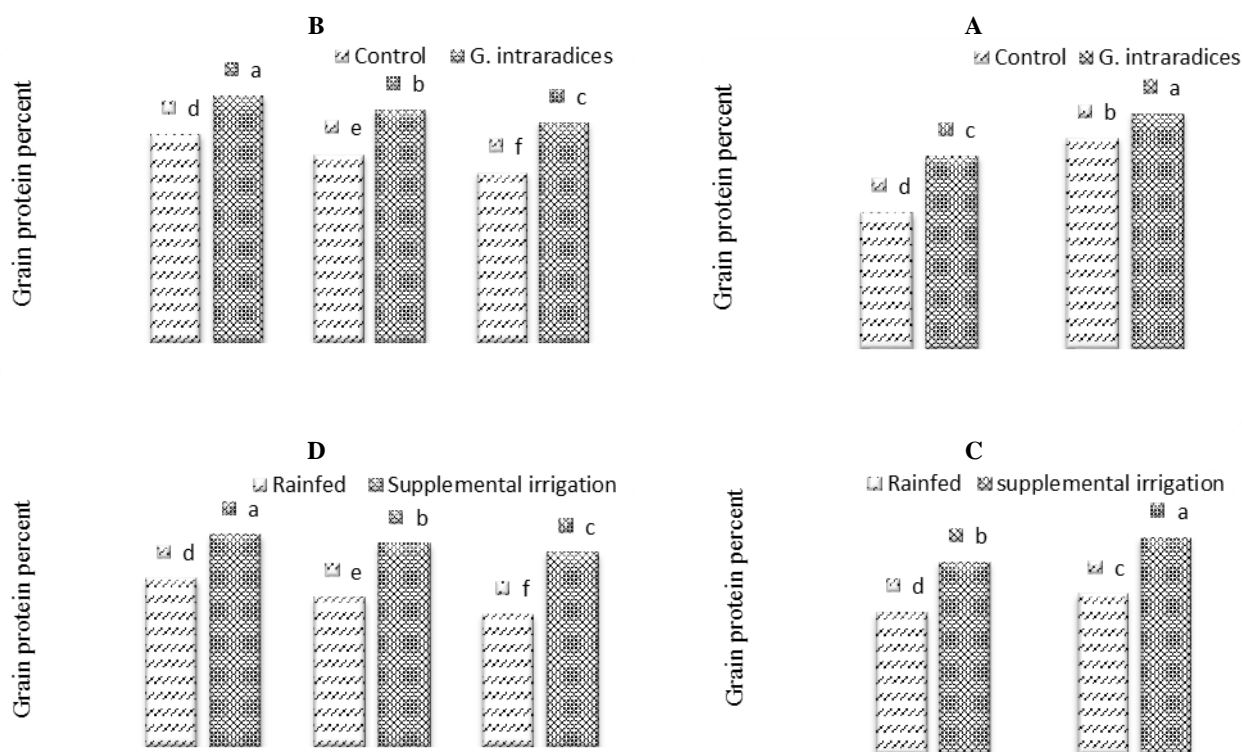 B
Control G. intraradices
Grain protein percent
a
d
b
e
c
f
A
Control G. intraradices
Grain protein percent
a
b
c
d
D
Rainfed Supplemental irrigation
Grain protein percent
a
d
b
e
c
f
C
Rainfed supplemental irrigation
Grain protein percent
a
b
c
d